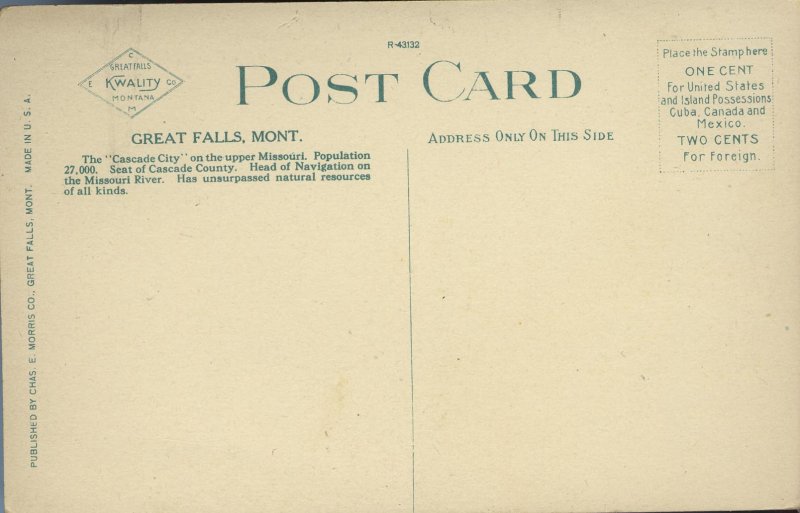 R-43132
C
GREAT FALLS
E KWALITY CO
MONTANA
M
POST CARD
Place the Stamp here
ONE CENT
For United States
and Island Possessions
Cuba, Canada and
Mexico.
TWO CENTS
For Foreign.
GREAT FALLS, MONT.
The "Cascade City" on the upper Missouri. Population
27,000. Seat of Cascade County. Head of Navigation on
the Missouri River. Has unsurpassed natural resources
of all kinds.
ADDRESS ONLY ON THIS SIDE
PUBLISHED BY CHAS. E. MORRIS CO., GREAT FALLS, MONT. MADE IN U. S. A.